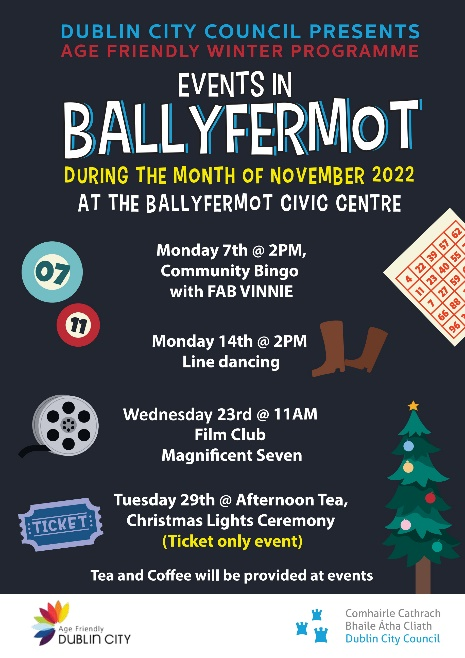 DUBLIN CITY COUNCIL PRESENTS
AGE FRIENDLY WINTER PROGRAMME
EVENTS IN
BALLYFERMOT
DURING THE MONTH OF NOVEMBER 2022
AT THE BALLYFERMOT CIVIC CENTRE
Monday 7th @ 2PM,
Community Bingo
with FAB VINNIE
07
11
Monday 14th @ 2PM
Line dancing
Wednesday 23rd @ 11AM
Film Club
Magnificent Seven
Tuesday 29th @ Afternoon Tea,
Christmas Lights Ceremony
(Ticket only event)
TICKET
Tea and Coffee will be provided at events
Age Friendly
DUBLIN CITY
Comhairle Cathrach
Bhaile Átha Cliath
Dublin City Council